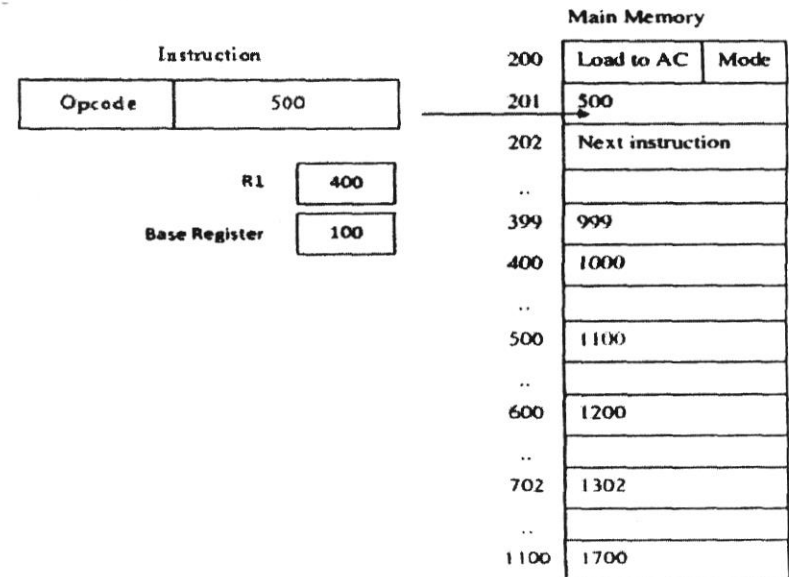 Instruction
Opcode 500
R1 400
Base Register 100
Main Memory
200 Load to AC Mode
201 500
202 Next instruction
..
399 999
400 1000
..
500 1100
..
600 1200
..
702 1302
..
1100 1700